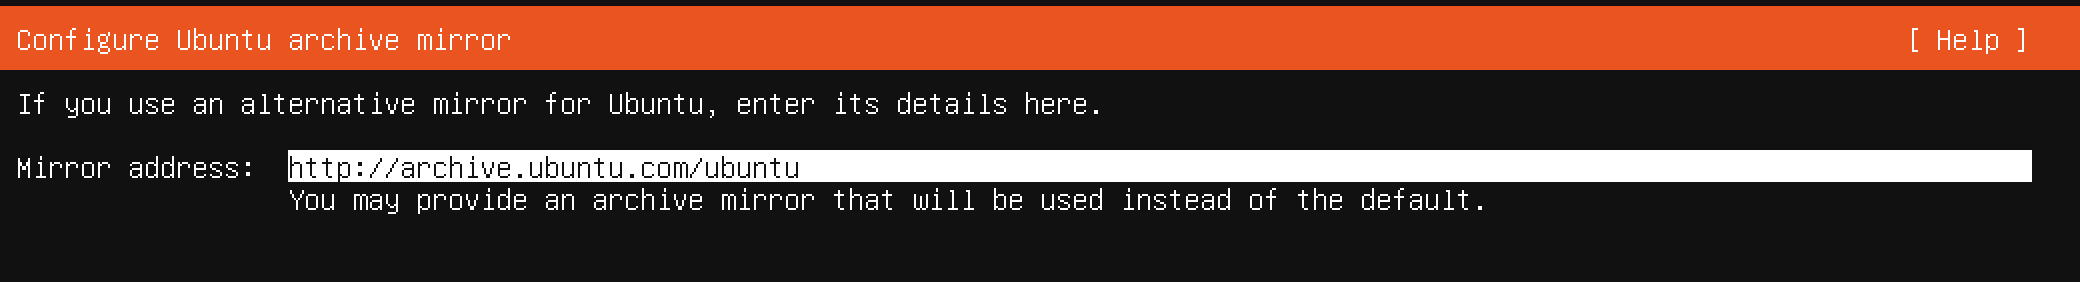 Configure Ubuntu archive mirror [ Help ]
If you use an alternative mirror for Ubuntu, enter its details here.
Mirror address: http://archive.ubuntu.com/ubuntu
You may provide an archive mirror that will be used instead of the default.